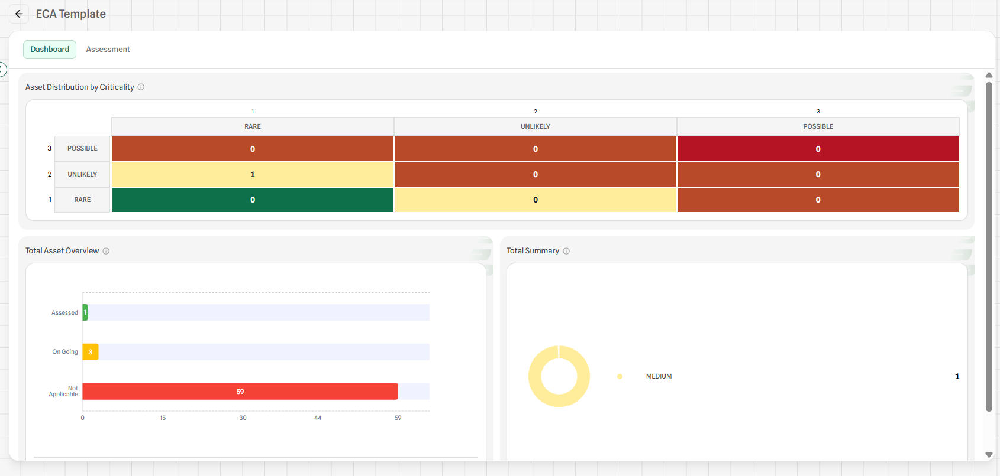 ECA Template
Dashboard Assessment
Asset Distribution by Criticality
1 2 3
RARE UNLIKELY POSSIBLE
3 POSSIBLE 0 0 0
2 UNLIKELY 1 0 0
1 RARE 0 0 0
Total Asset Overview
Assessed 1
On Going 3
Not
Applicable
59
0 15 30 44 59
Total Summary
MEDIUM 1